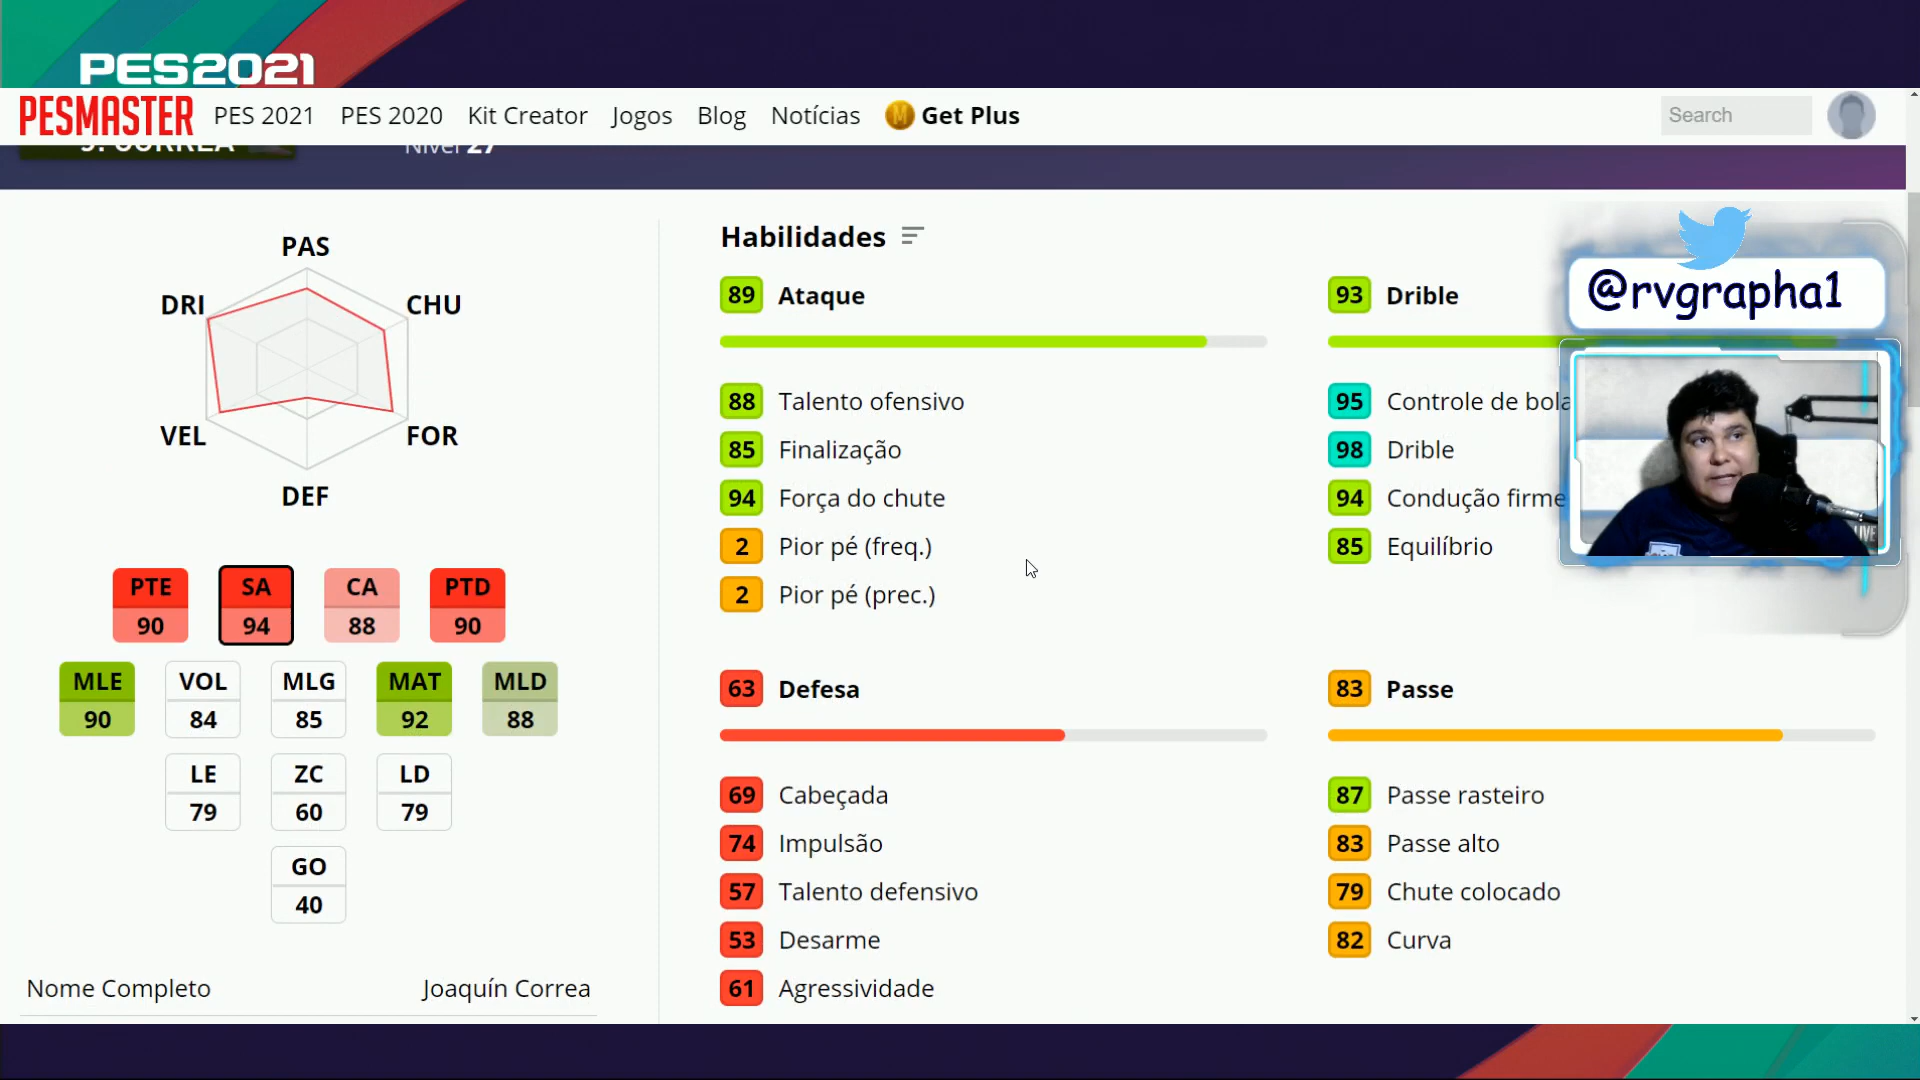 PES2021
PESMASTER PES 2021 PES 2020 Kit Creator Jogos Blog Notícias M Get Plus Search
9. CORREA Nível 27
PAS
DRI CHU
VEL FOR
DEF
PTE SA CA PTD
90 94 88 90
MLE VOL MLG MAT MLD
90 84 85 92 88
LE ZC LD
79 60 79
GO
40
Nome Completo Joaquín Correa
Habilidades
89 Ataque
88 Talento ofensivo
85 Finalização
94 Força do chute
2 Pior pé (freq.)
2 Pior pé (prec.)
93 Drible
95 Controle de bola
98 Drible
94 Condução firme
85 Equilíbrio
63 Defesa
69 Cabeçada
74 Impulsão
57 Talento defensivo
53 Desarme
61 Agressividade
83 Passe
87 Passe rasteiro
83 Passe alto
79 Chute colocado
82 Curva
@rvgrapha1
LIVE